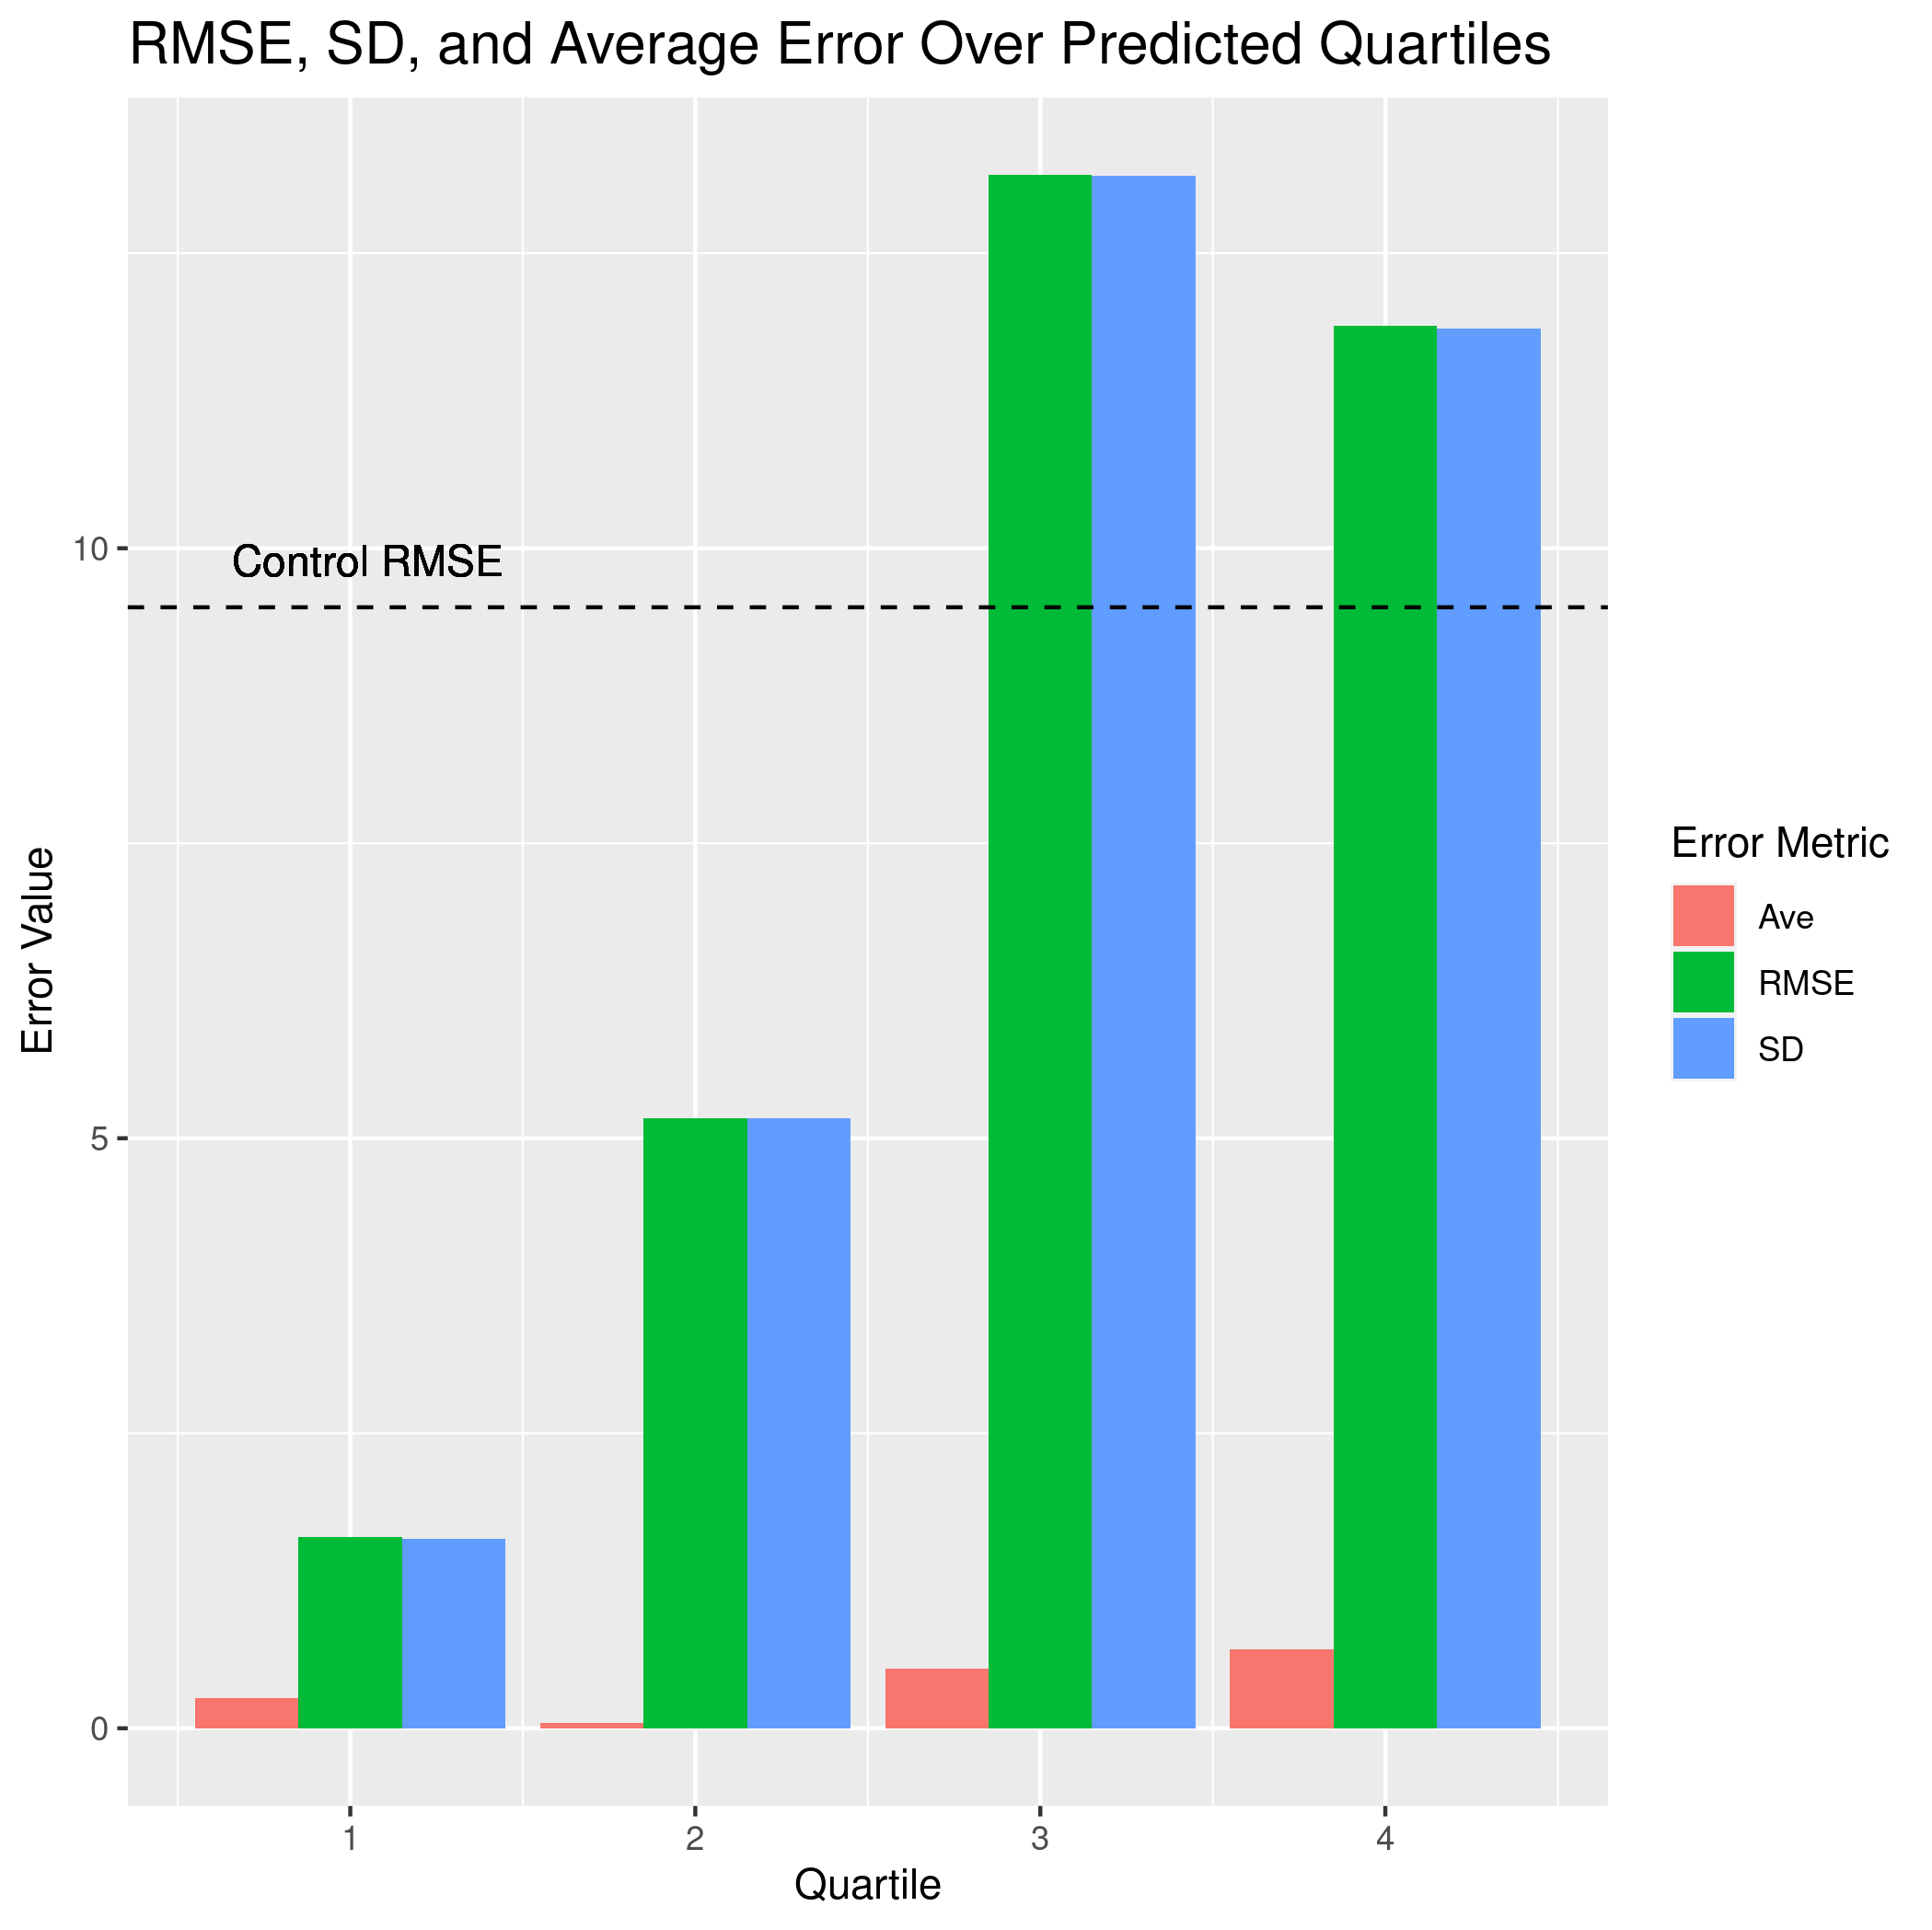 RMSE, SD, and Average Error Over Predicted Quartiles
10
Control RMSE
5
0
Error Value
1 2 3 4
Quartile
Error Metric
Ave
RMSE
SD